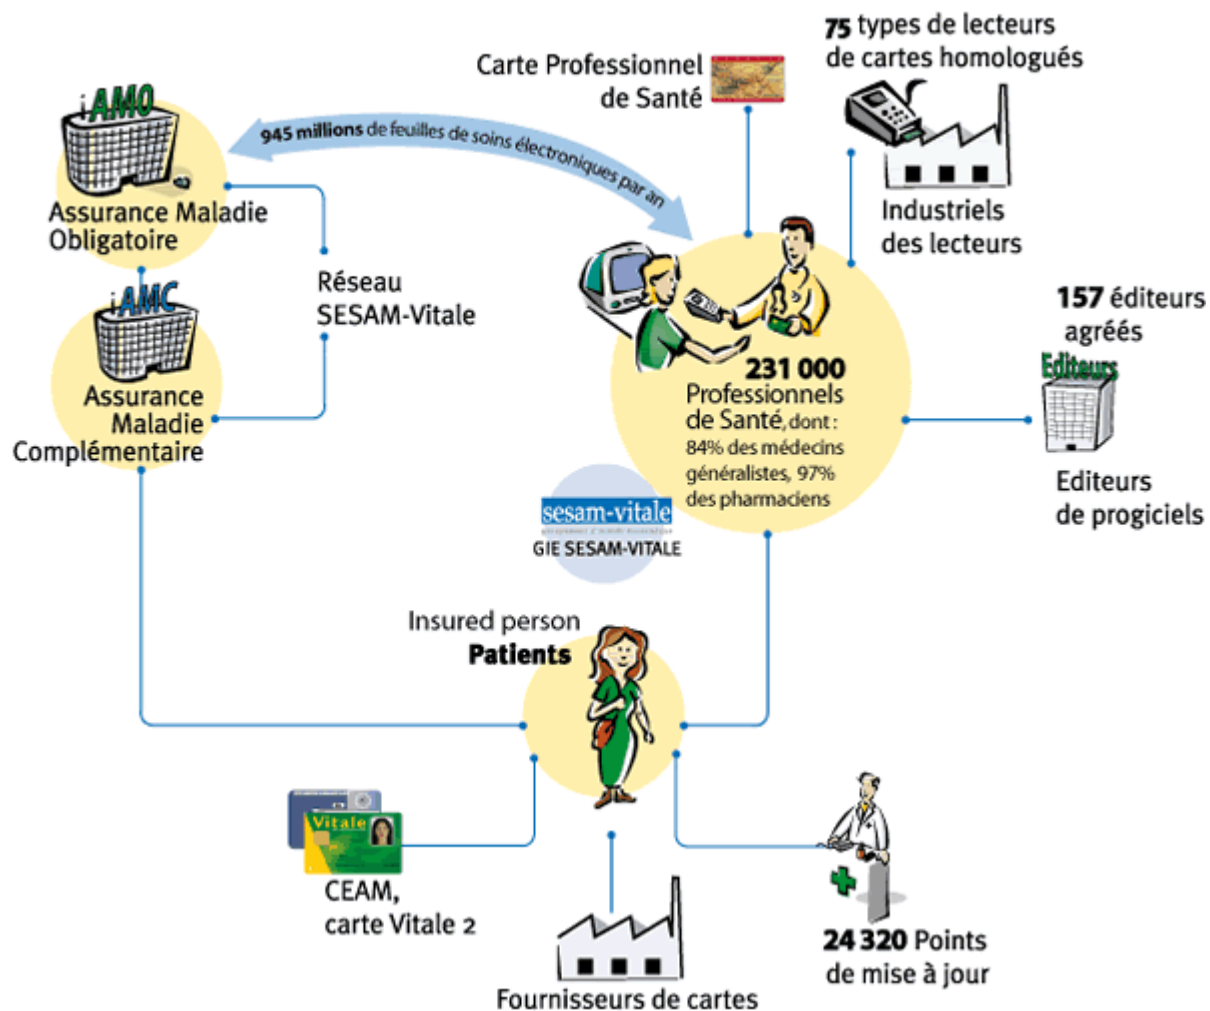 75 types de lecteurs
de cartes homologués
Carte Professionnel
de Santé
i AMO
945 millions de feuilles de soins électroniques par an
Assurance Maladie
Obligatoire
Industriels
des lecteurs
Réseau
SESAM-Vitale
i AMC
157 éditeurs
agréés
Editeurs
231 000
Professionnels
de Santé, dont :
84% des médecins
généralistes, 97%
des pharmaciens
Assurance
Maladie
Complémentaire
Editeurs
de progiciels
sesam-vitale
GIE SESAM-VITALE
Insured person
Patients
Vitale
CEAM,
carte Vitale 2
24 320 Points
de mise à jour
Fournisseurs de cartes